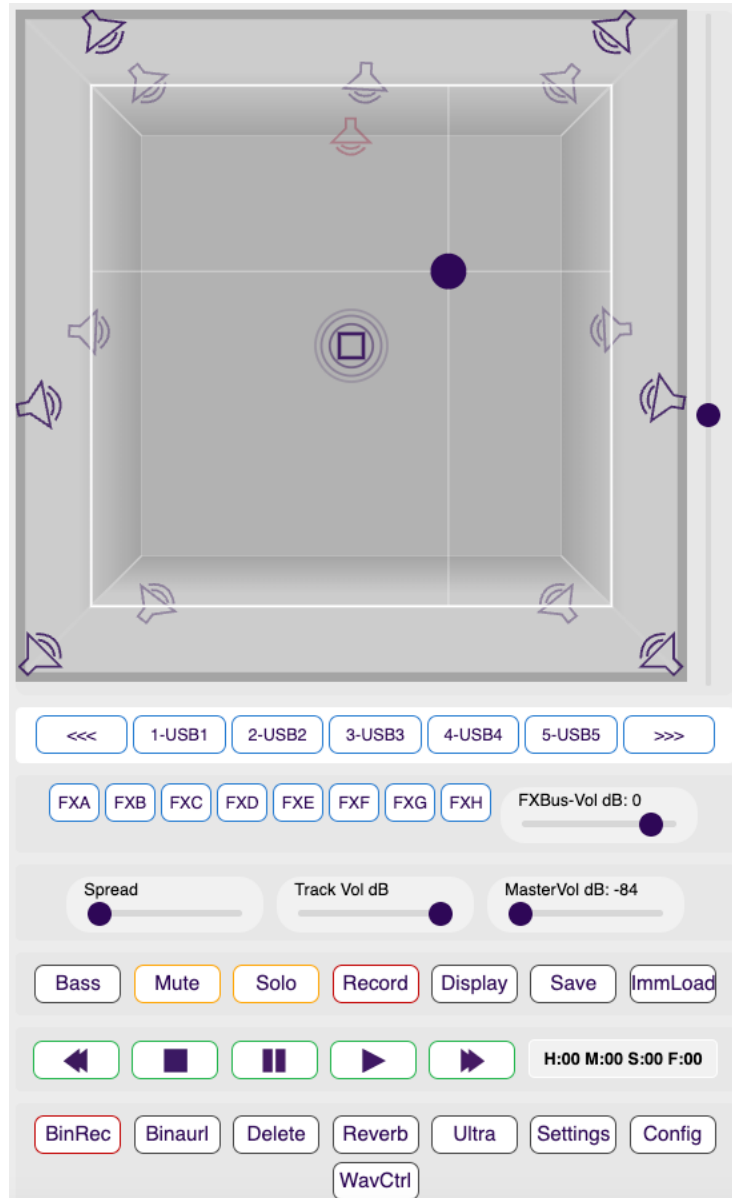 <<< 1-USB1 2-USB2 3-USB3 4-USB4 5-USB5 >>>
FXA FXB FXC FXD FXE FXF FXG FXH FXBus-Vol dB: 0
Spread Track Vol dB MasterVol dB: -84
Bass Mute Solo Record Display Save ImmLoad
H:00 M:00 S:00 F:00
BinRec Binaurl Delete Reverb Ultra Settings Config
WavCtrl